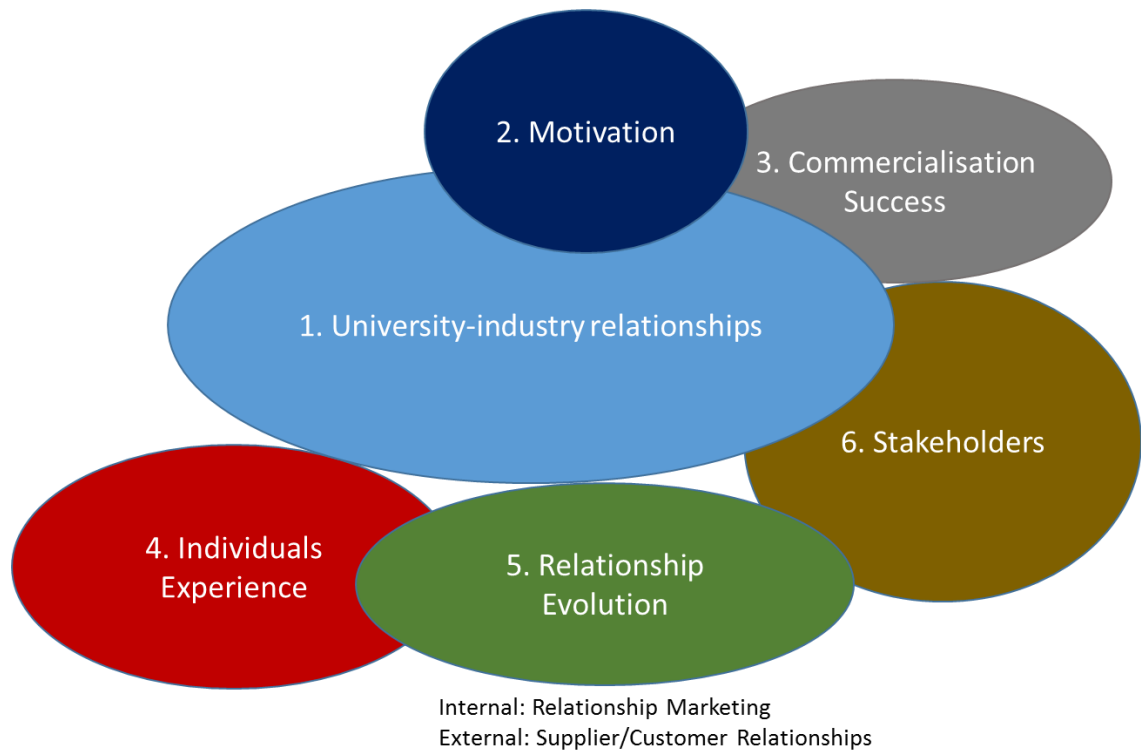 2. Motivation
3. Commercialisation
Success
1. University-industry relationships
6. Stakeholders
4. Individuals
Experience
5. Relationship
Evolution
Internal: Relationship Marketing
External: Supplier/Customer Relationships